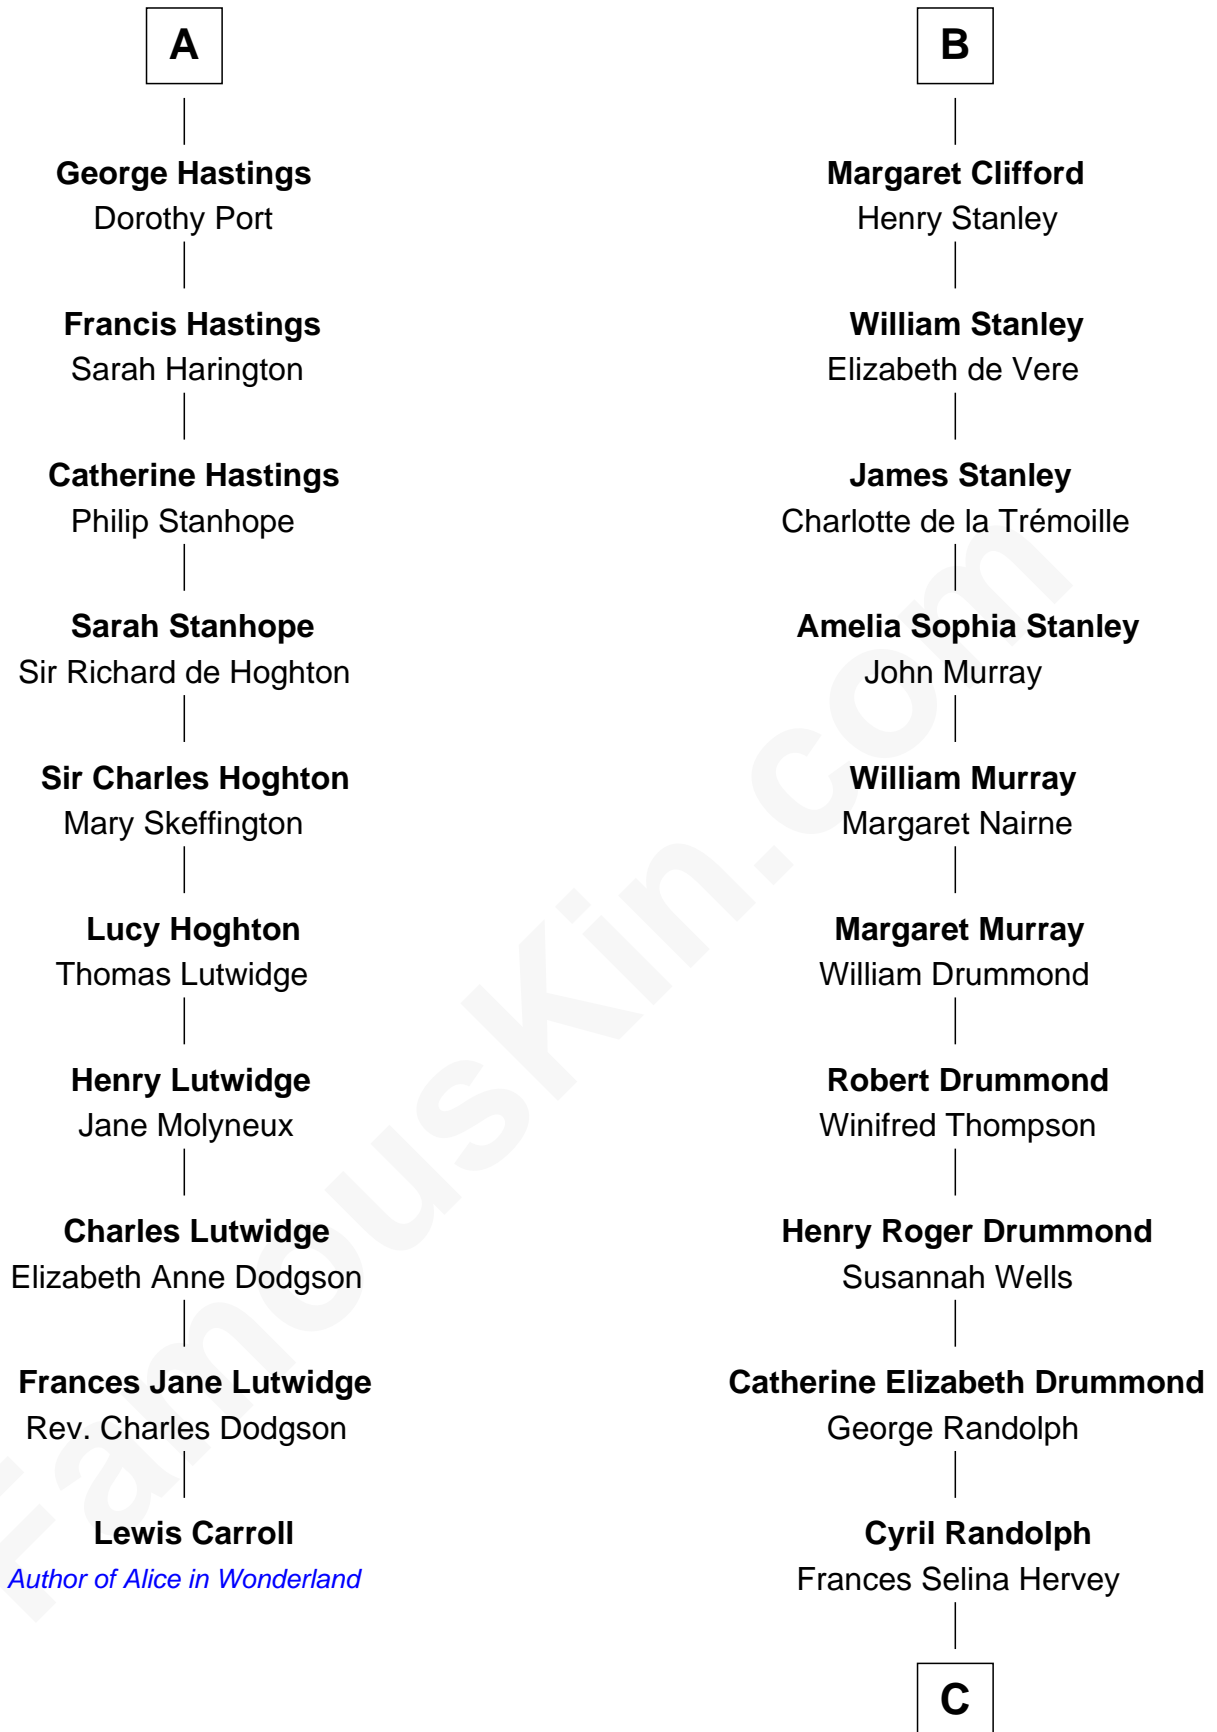 A
George Hastings
Dorothy Port
Francis Hastings
Sarah Harington
Catherine Hastings
Philip Stanhope
Sarah Stanhope
Sir Richard de Hoghton
Sir Charles Hoghton
Mary Skeffington
Lucy Hoghton
Thomas Lutwidge
Henry Lutwidge
Jane Molyneux
Charles Lutwidge
Elizabeth Anne Dodgson
Frances Jane Lutwidge
Rev. Charles Dodgson
Lewis Carroll
Author of Alice in Wonderland
B
Margaret Clifford
Henry Stanley
William Stanley
Elizabeth de Vere
James Stanley
Charlotte de la Trémoille
Amelia Sophia Stanley
John Murray
William Murray
Margaret Nairne
Margaret Murray
William Drummond
Robert Drummond
Winifred Thompson
Henry Roger Drummond
Susannah Wells
Catherine Elizabeth Drummond
George Randolph
Cyril Randolph
Frances Selina Hervey
C
FamousKin.com